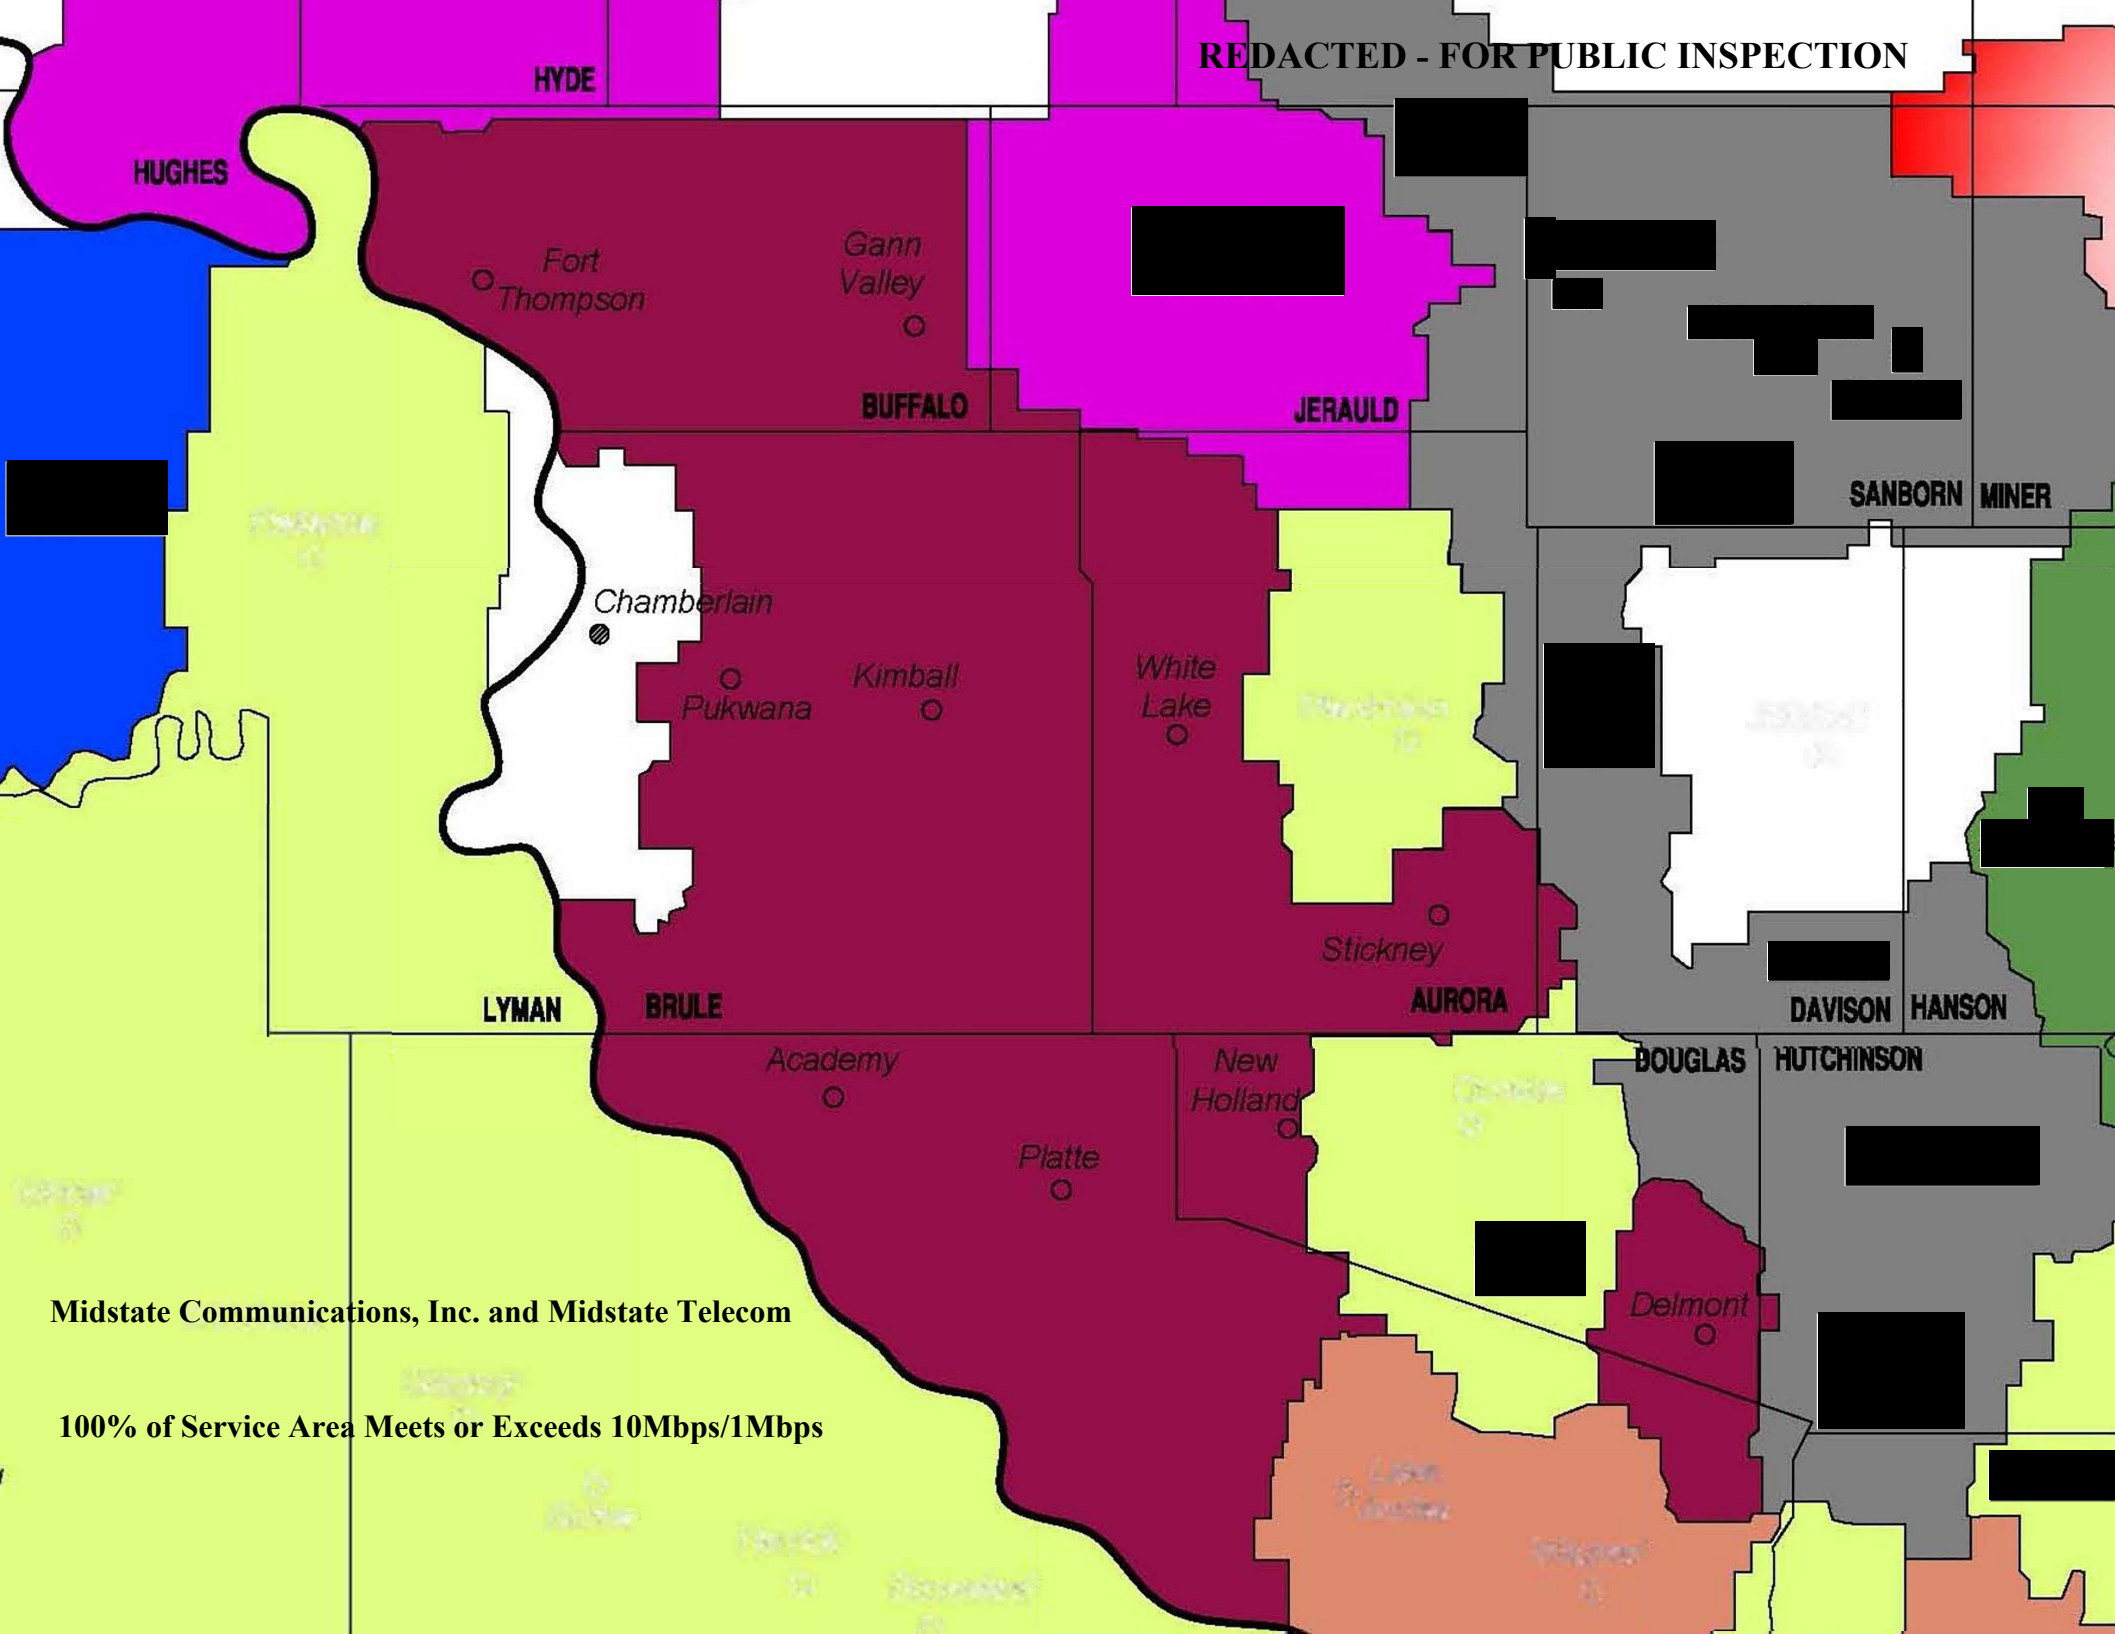 REDACTED - FOR PUBLIC INSPECTION
HYDE
HUGHES
Gann
Valley
Fort
Thompson
BUFFALO
JERAULD
SANBORN
MINER
Chamberlain
White
Lake
Kimball
Pukwana
Stickney
LYMAN
BRULE
AURORA
DAVISON
HANSON
Academy
New
Holland
DOUGLAS
HUTCHINSON
Platte
Delmont
Midstate Communications, Inc. and Midstate Telecom
100% of Service Area Meets or Exceeds 10Mbps/1Mbps